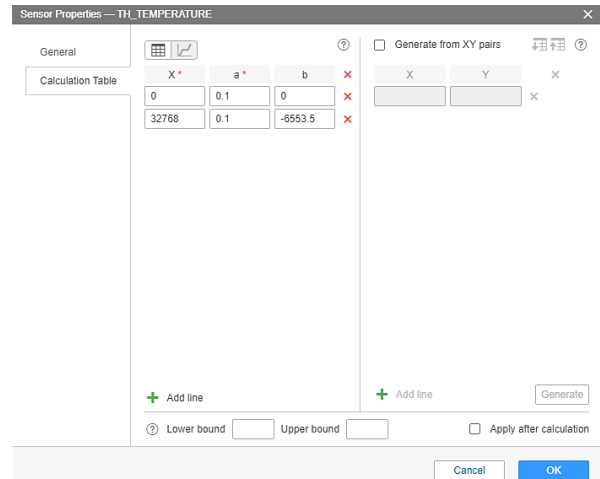 Sensor Properties — TH_TEMPERATURE
General
Calculation Table
X * a * b
0 0.1 0
32768 0.1 -6553.5
Add line
Generate from XY pairs
X Y
Add line
Generate
Lower bound Upper bound Apply after calculation
Cancel OK